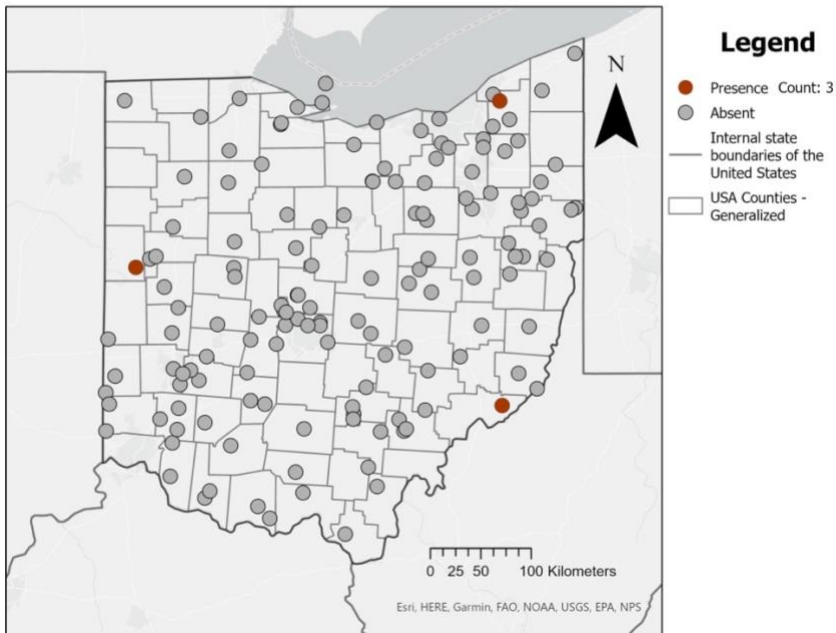 Legend
N
Presence Count: 3
Absent
Internal state
boundaries of the
United States
USA Counties -
Generalized
0 25 50 100 Kilometers
Esri, HERE, Garmin, FAO, NOAA, USGS, EPA, NPS